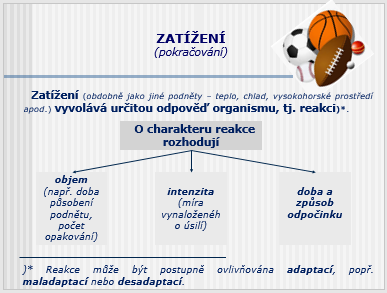 ZATÍŽENÍ
(pokračování)
Zatížení (obdobně jako jiné podněty – teplo, chlad, vysokohorské prostředí
apod.) vyvolává určitou odpověď organismu, tj. reakci)*.
O charakteru reakce
rozhodují
objem
(např. doba
působení
podnětu,
počet
opakování)
intenzita
(míra
vynaloženéh
o úsilí)
doba a
způsob
odpočinku
)* Reakce může být postupně ovlivňována adaptací, popř.
maladaptací nebo desadaptací.